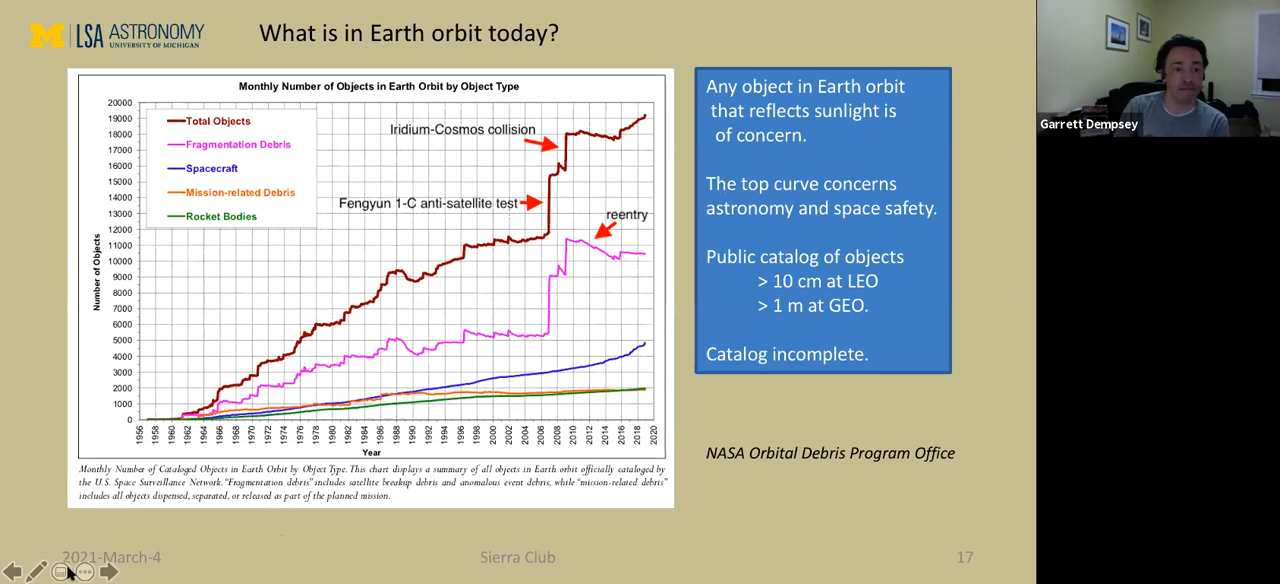 M LSA ASTRONOMY
UNIVERSITY OF MICHIGAN
What is in Earth orbit today?
Monthly Number of Objects in Earth Orbit by Object Type
20000
19000
18000
17000
16000
15000
14000
13000
12000
11000
10000
9000
8000
7000
6000
5000
4000
3000
2000
1000
0
Number of Objects
Total Objects
Fragmentation Debris
Spacecraft
Mission-related Debris
Rocket Bodies
Iridium-Cosmos collision
Fengyun 1-C anti-satellite test
reentry
1956 1958 1960 1962 1964 1966 1968 1970 1972 1974 1976 1978 1980 1982 1984 1986 1988 1990 1992 1994 1996 1998 2000 2002 2004 2006 2008 2010 2012 2014 2016 2018 2020
Year
Monthly Number of Cataloged Objects in Earth Orbit by Object Type. This chart displays a summary of all objects in Earth orbit officially cataloged by
the U.S. Space Surveillance Network. "Fragmentation debris" includes satellite breakup debris and anomalous event debris, while "mission-related debris"
includes all objects dispensed, separated, or released as part of the planned mission.
Any object in Earth orbit
that reflects sunlight is
of concern.
The top curve concerns
astronomy and space safety.
Public catalog of objects
> 10 cm at LEO
> 1 m at GEO.
Catalog incomplete.
NASA Orbital Debris Program Office
2021-March-4
Sierra Club
17
Garrett Dempsey